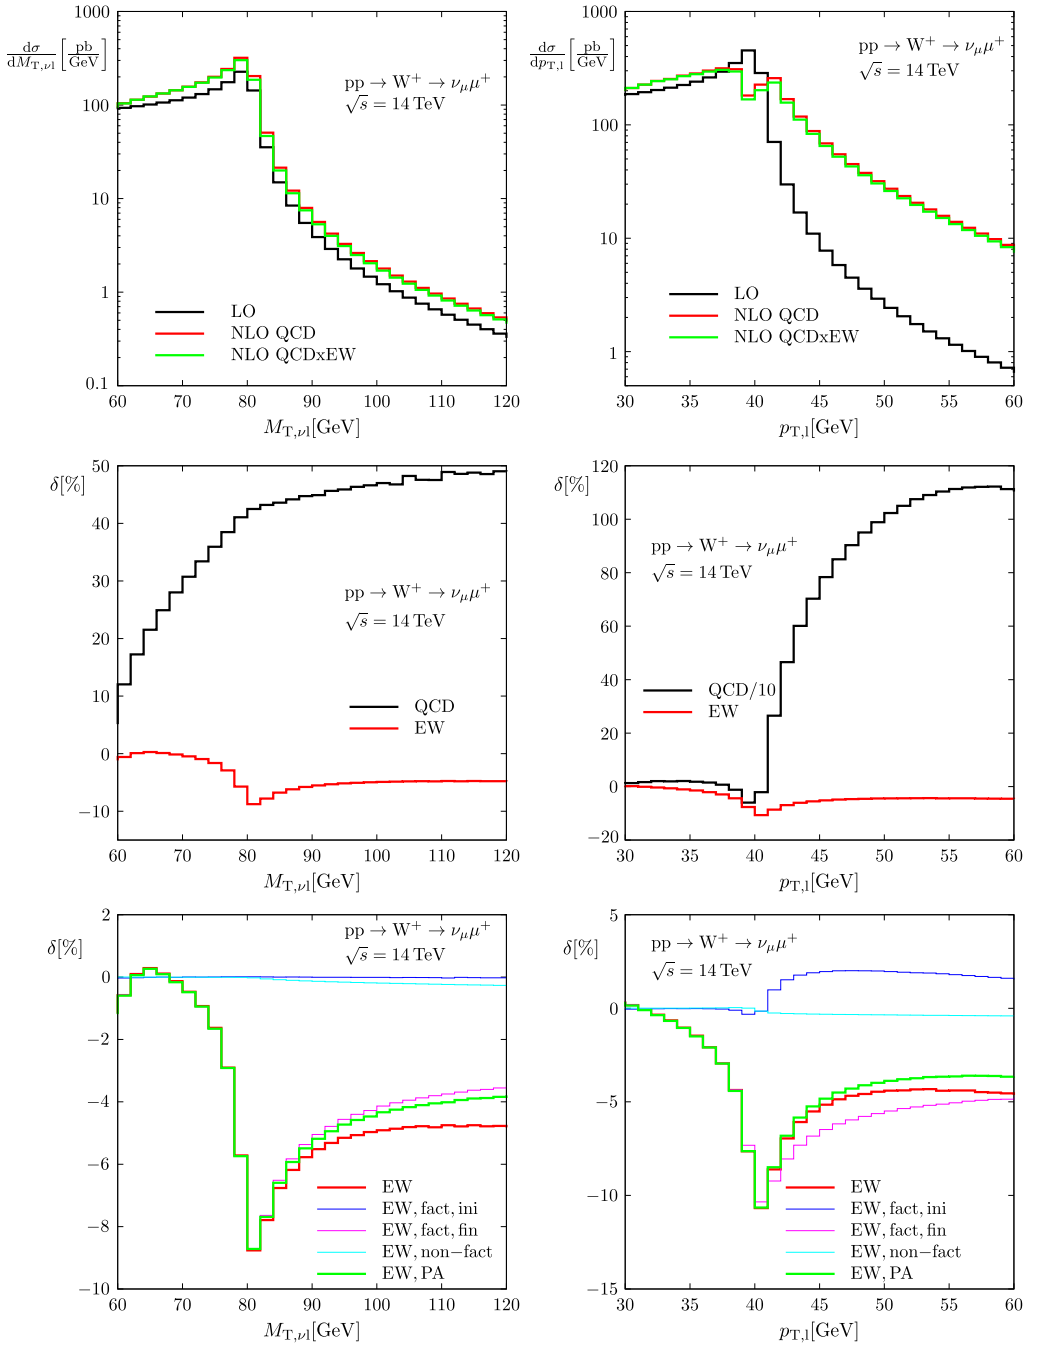 1000
100
10
1
0.1
dσ/dM_T,νl [pb/GeV]
pp → W⁺ → ν_μμ⁺
√s = 14 TeV
LO
NLO QCD
NLO QCDxEW
60 70 80 90 100 110 120
M_T,νl[GeV]
1000
100
10
1
dσ/dp_T,l [pb/GeV]
pp → W⁺ → ν_μμ⁺
√s = 14 TeV
LO
NLO QCD
NLO QCDxEW
30 35 40 45 50 55 60
p_T,l[GeV]
50
40
30
20
10
0
−10
δ[%]
pp → W⁺ → ν_μμ⁺
√s = 14 TeV
QCD
EW
60 70 80 90 100 110 120
M_T,νl[GeV]
120
100
80
60
40
20
0
−20
δ[%]
pp → W⁺ → ν_μμ⁺
√s = 14 TeV
QCD/10
EW
30 35 40 45 50 55 60
p_T,l[GeV]
2
0
−2
−4
−6
−8
−10
δ[%]
pp → W⁺ → ν_μμ⁺
√s = 14 TeV
EW
EW, fact, ini
EW, fact, fin
EW, non−fact
EW, PA
60 70 80 90 100 110 120
M_T,νl[GeV]
5
0
−5
−10
−15
δ[%]
pp → W⁺ → ν_μμ⁺
√s = 14 TeV
EW
EW, fact, ini
EW, fact, fin
EW, non−fact
EW, PA
30 35 40 45 50 55 60
p_T,l[GeV]